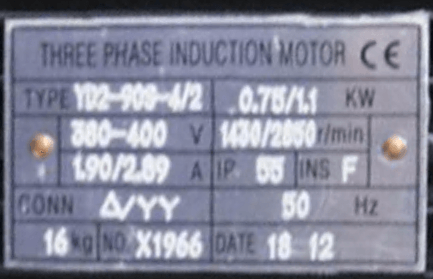 THREE PHASE INDUCTION MOTOR CE
TYPE YD2-90S-4/2 0.75/1.1 KW
380-400 V 1430/2850 r/min
1.90/2.89 A IP 55 INS F
CONN Δ/YY 50 Hz
16 kg NO. X1966 DATE 18 12